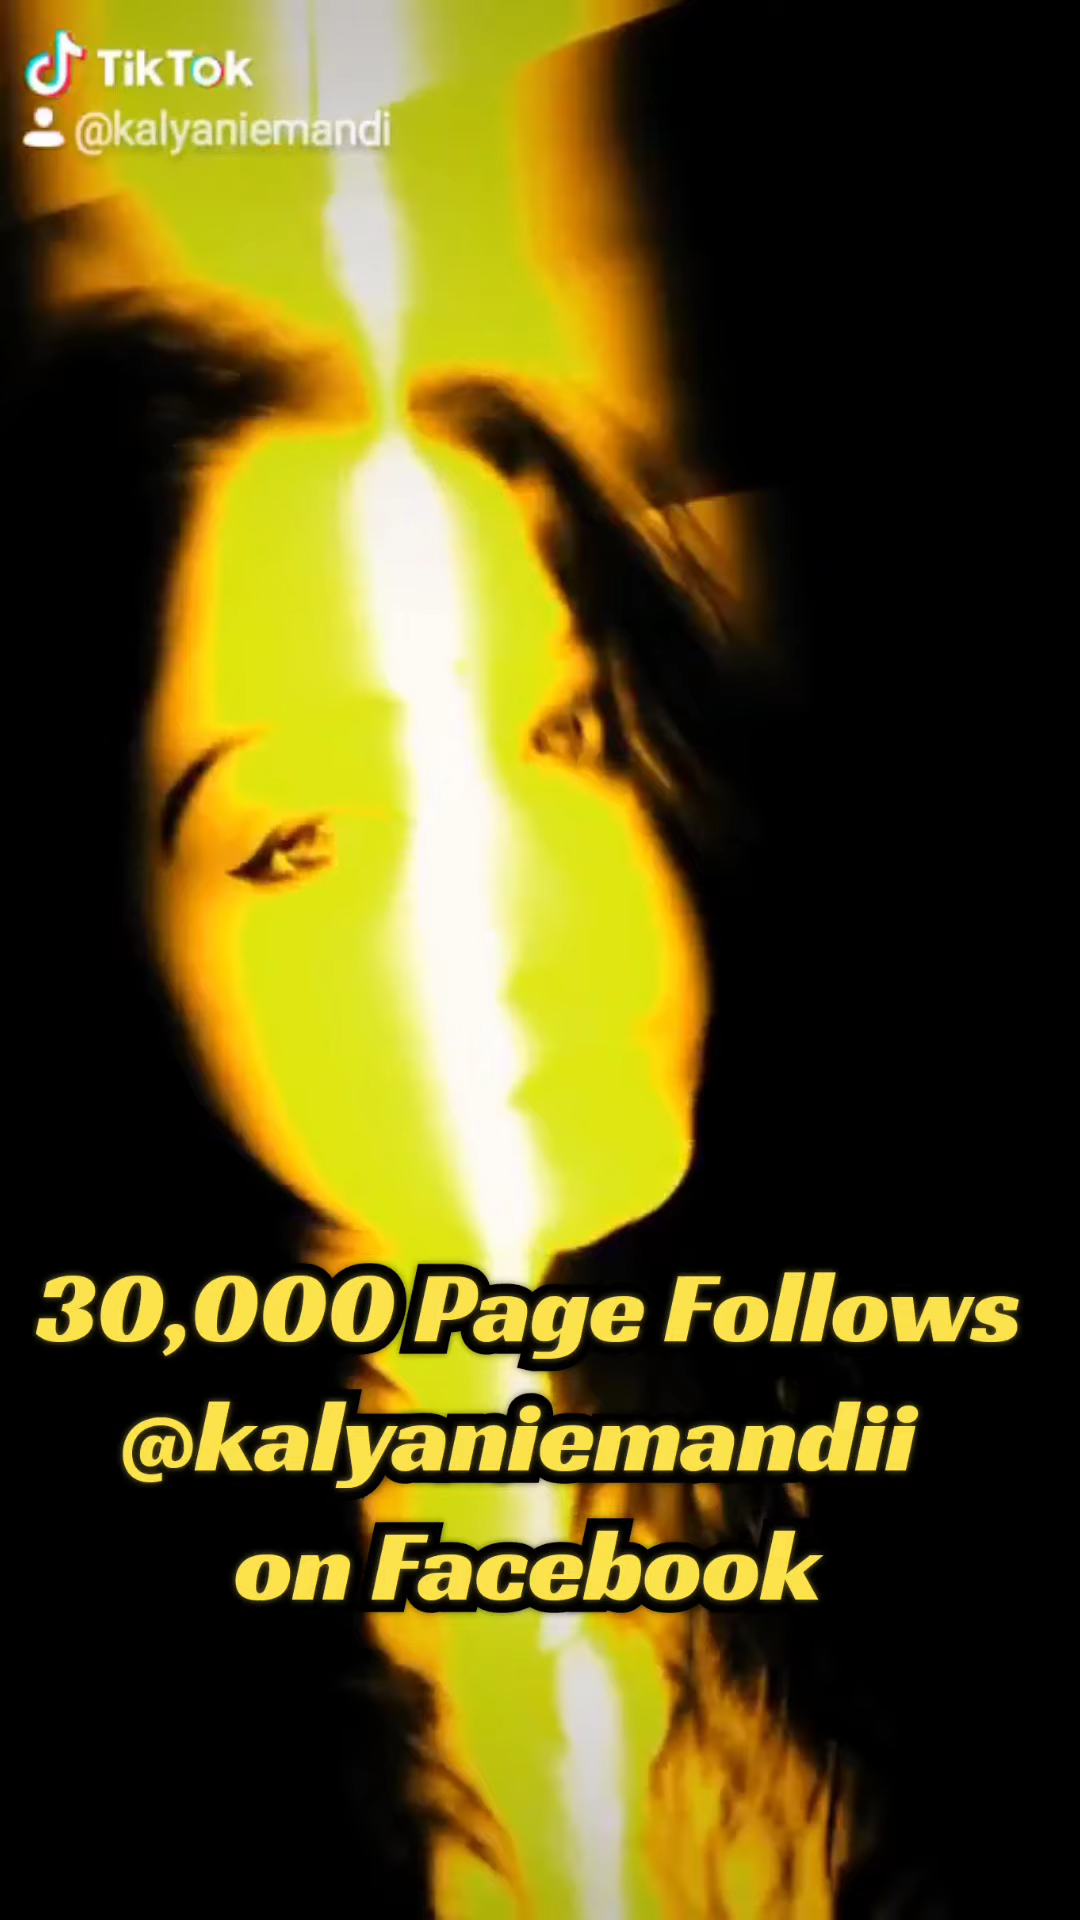 TikTok
@kalyaniemandi
30,000 Page Follows
@kalyaniemandii
on Facebook